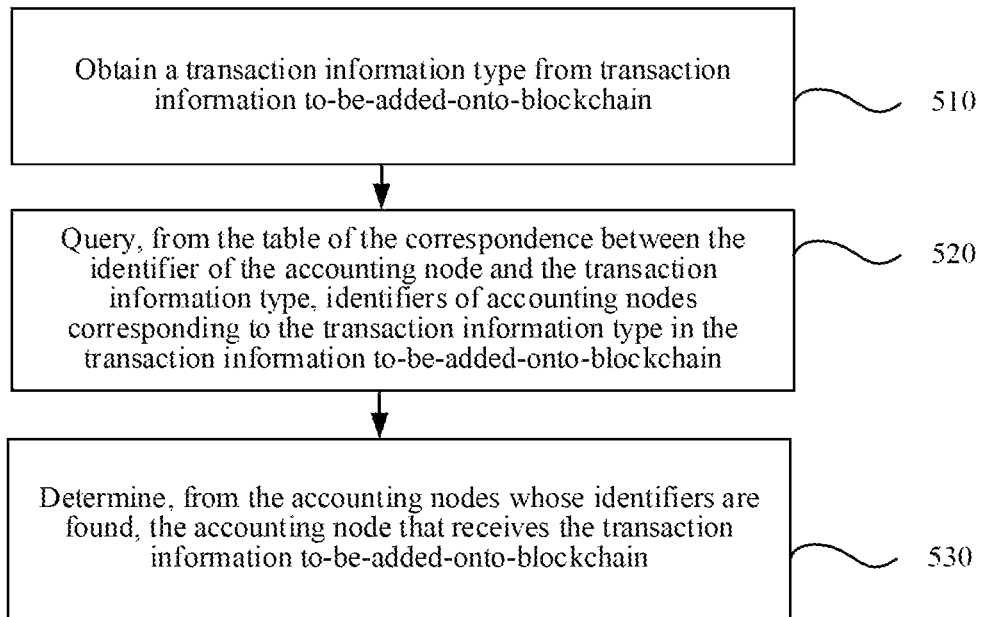 Obtain a transaction information type from transaction
information to-be-added-onto-blockchain
510
Query, from the table of the correspondence between the
identifier of the accounting node and the transaction
information type, identifiers of accounting nodes
corresponding to the transaction information type in the
transaction information to-be-added-onto-blockchain
520
Determine, from the accounting nodes whose identifiers are
found, the accounting node that receives the transaction
information to-be-added-onto-blockchain
530